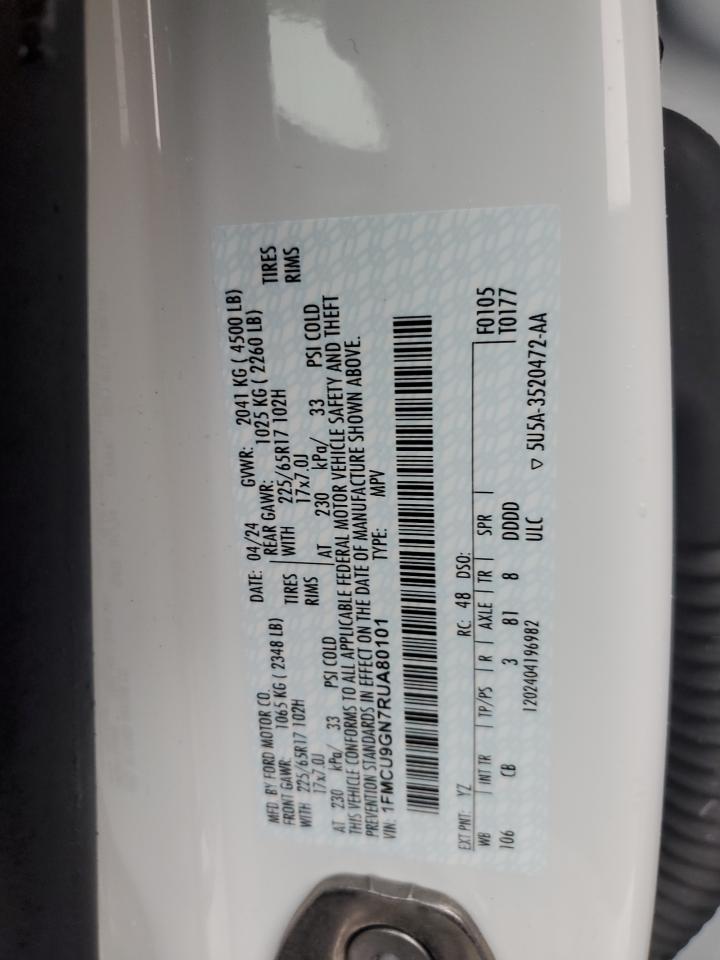 MFD. BY FORD MOTOR CO.
DATE: 04/24 GVWR: 2041 KG ( 4500 LB)
FRONT GAWR: 1065 KG ( 2348 LB) REAR GAWR: 1025 KG ( 2260 LB)
WITH 225/65R17 102H TIRES WITH 225/65R17 102H TIRES
17x7.0J RIMS 17x7.0J RIMS
AT 230 kPa/ 33 PSI COLD AT 230 kPa/ 33 PSI COLD
THIS VEHICLE CONFORMS TO ALL APPLICABLE FEDERAL MOTOR VEHICLE SAFETY AND THEFT
PREVENTION STANDARDS IN EFFECT ON THE DATE OF MANUFACTURE SHOWN ABOVE.
VIN: 1FMCU9GN7RUA80101 TYPE: MPV
EXT PNT: YZ RC: 48 DSO: F0105
WB INT TR TP/PS R AXLE TR SPR T0177
106 CB 3 81 8 DDDD
1202404196982 ULC ▽ 5U5A-3520472-AA